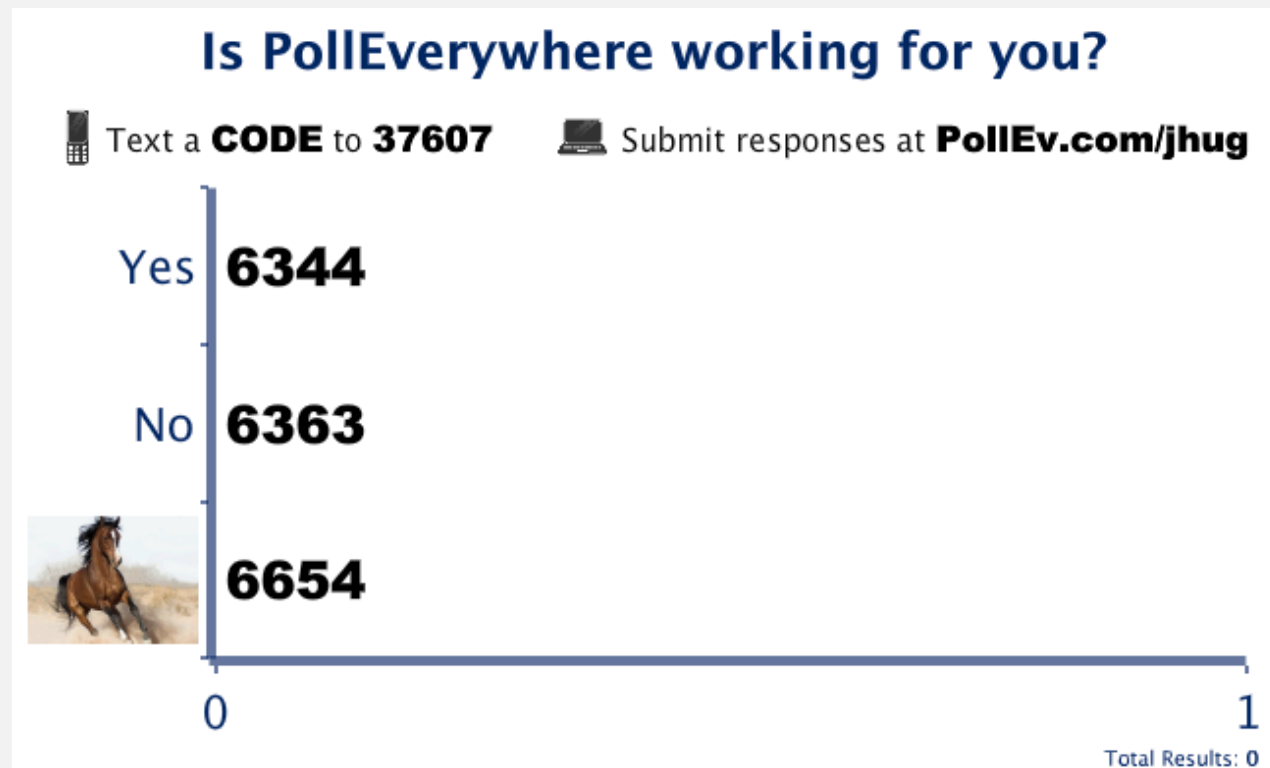 Is PollEverywhere working for you?
Text a CODE to 37607 Submit responses at PollEv.com/jhug
Yes 6344
No 6363
6654
0 1
Total Results: 0